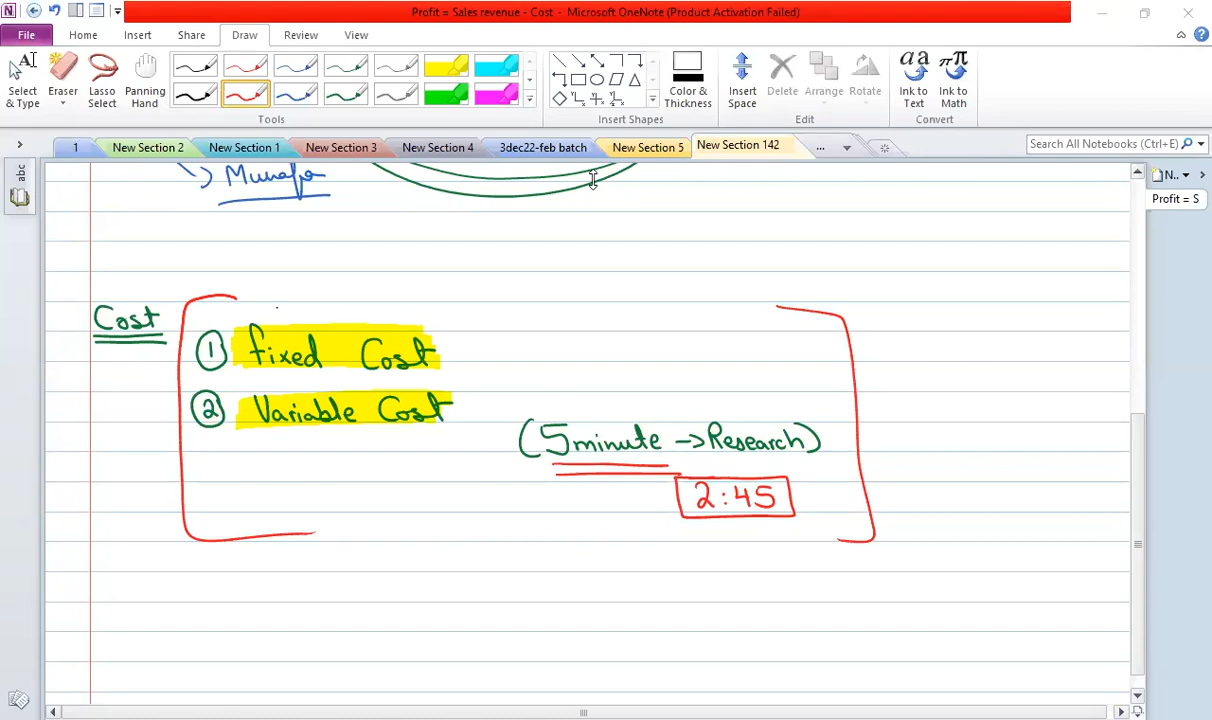 Profit = Sales revenue - Cost - Microsoft OneNote (Product Activation Failed)
File Home Insert Share Draw Review View
Select & Type Eraser Lasso Select Panning Hand Color & Thickness Insert Space Delete Arrange Rotate Ink to Text Ink to Math
Tools Insert Shapes Edit Convert
1 New Section 2 New Section 1 New Section 3 New Section 4 3dec22-feb batch New Section 5 New Section 142 ... Search All Notebooks (Ctrl+E)
abc
N..
Profit = S
Munafa
Cost
① fixed Cost
② Variable Cost
(5minute → Research)
2:45